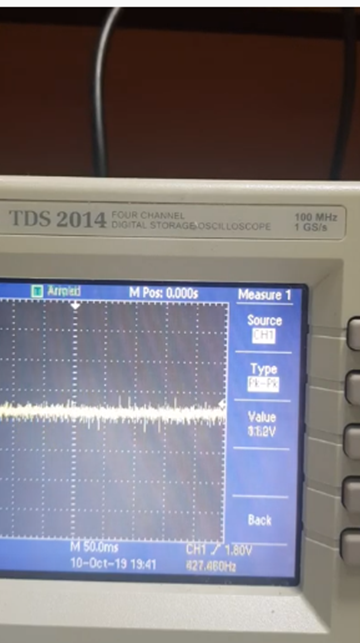 TDS 2014 FOUR CHANNEL
DIGITAL STORAGE OSCILLOSCOPE
100 MHz
1 GS/s
T
M Pos: 0.000s
Measure 1
Source
CH1
Type
Pk-Pk
Value
Back
M 50.0ms
CH1 / 1.80V
10-Oct-19 19:41
427.460Hz